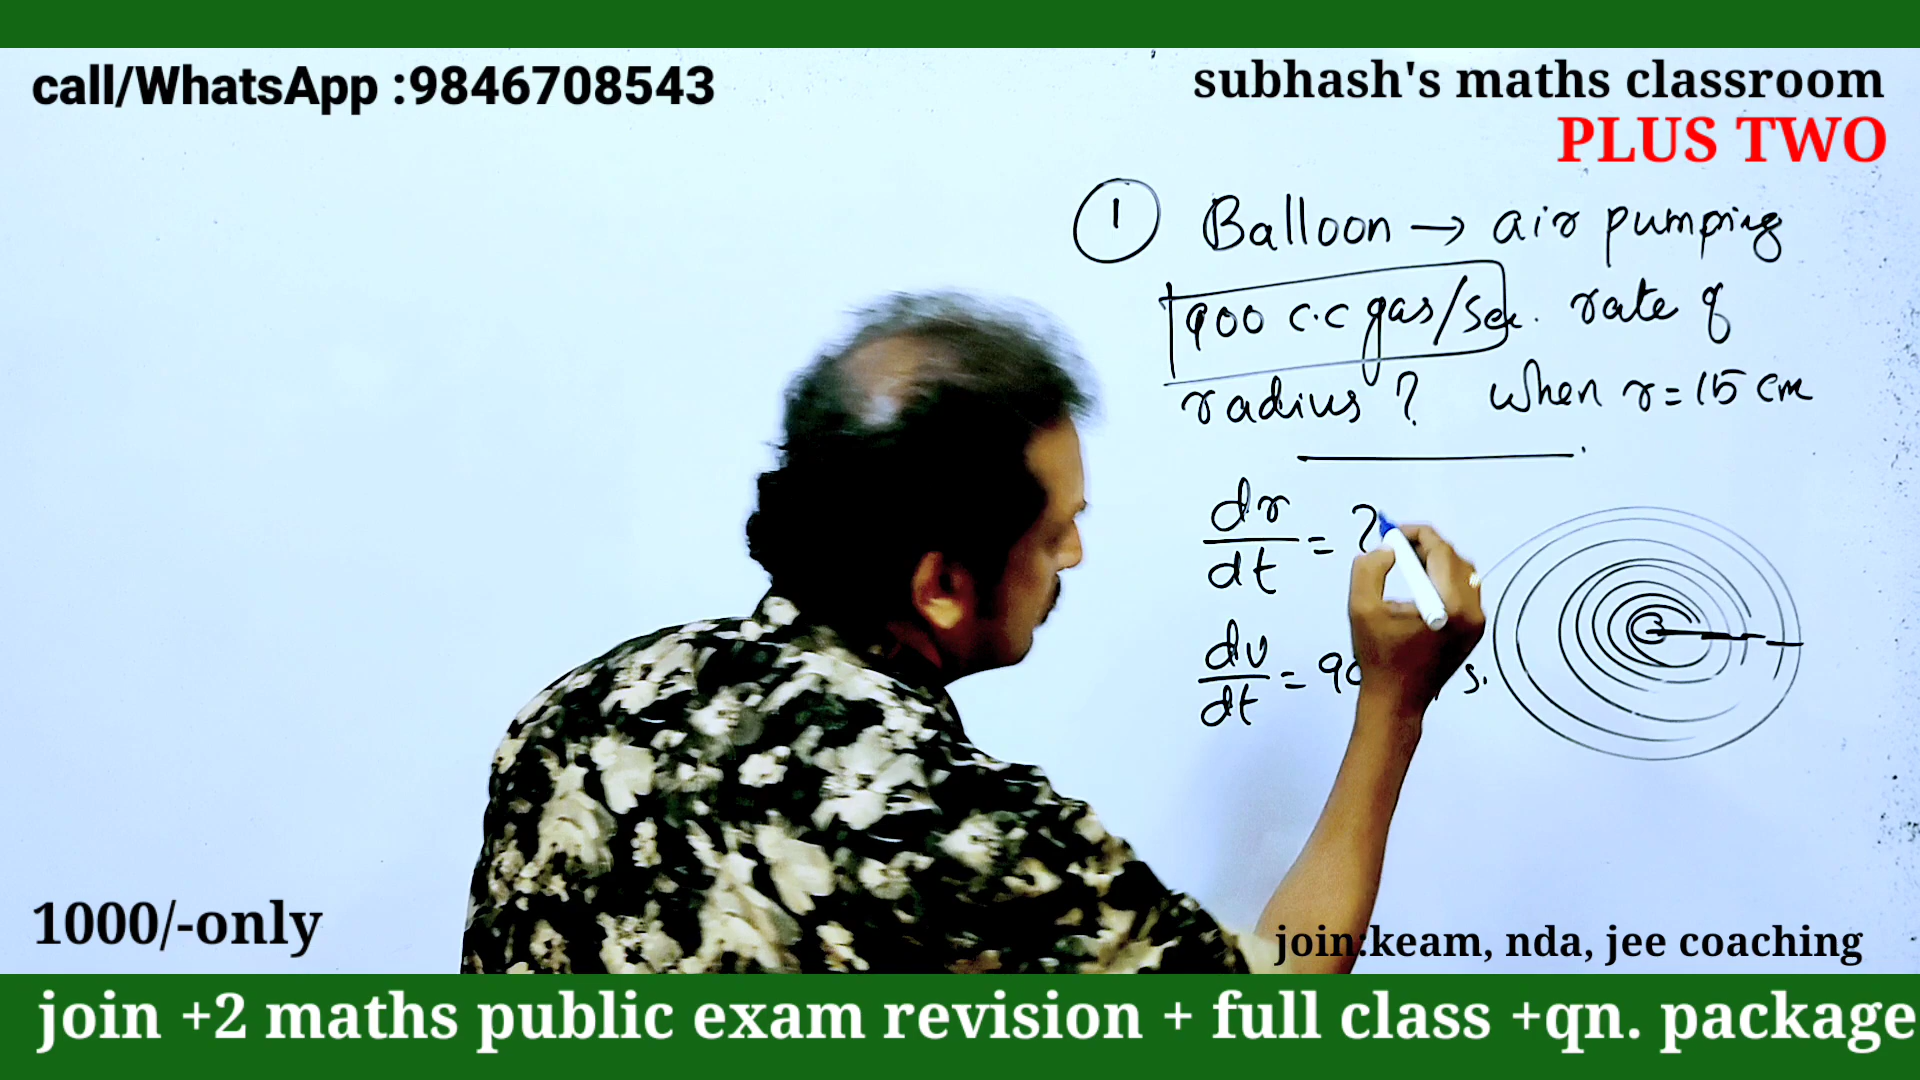 call/WhatsApp :9846708543
subhash's maths classroom
PLUS TWO
1 Balloon → air pumping
900 c.c gas/sec. rate of
radius ? when r = 15 cm
dr/dt = ?
dv/dt = 90 s.
1000/-only
join:keam, nda, jee coaching
join +2 maths public exam revision + full class +qn. package